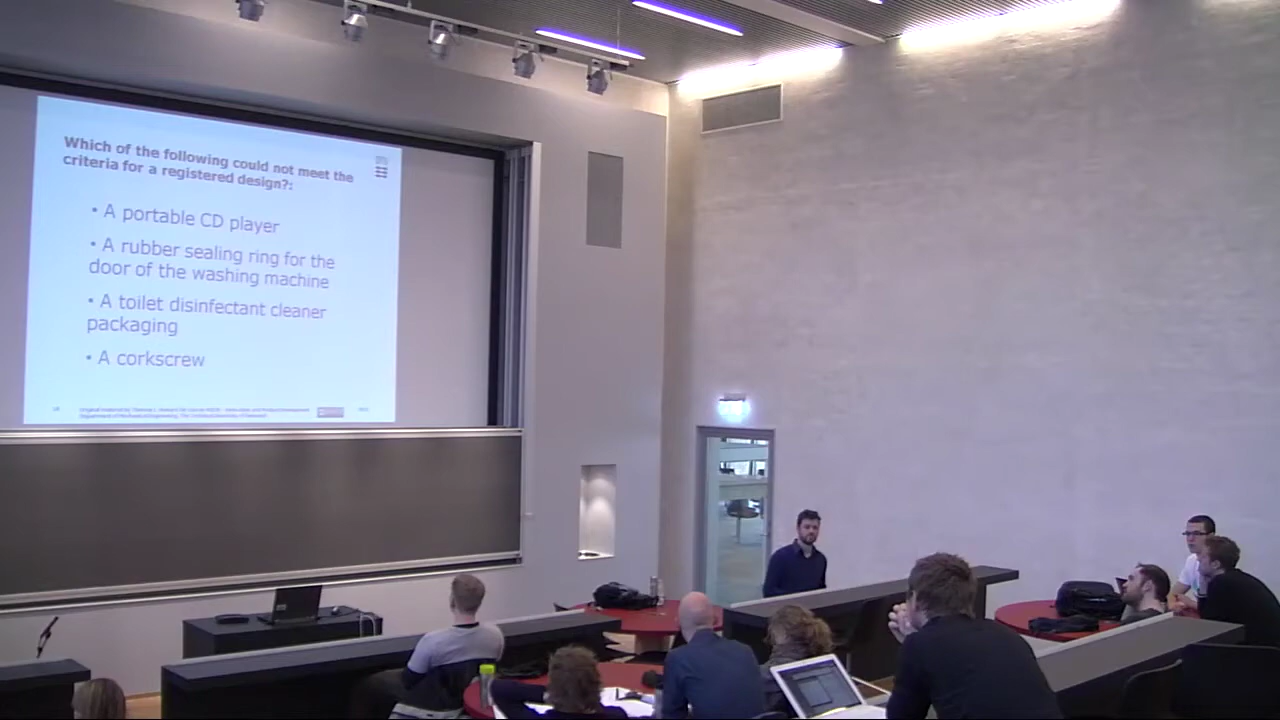 Which of the following could not meet the
criteria for a registered design?:
• A portable CD player
• A rubber sealing ring for the
door of the washing machine
• A toilet disinfectant cleaner
packaging
• A corkscrew